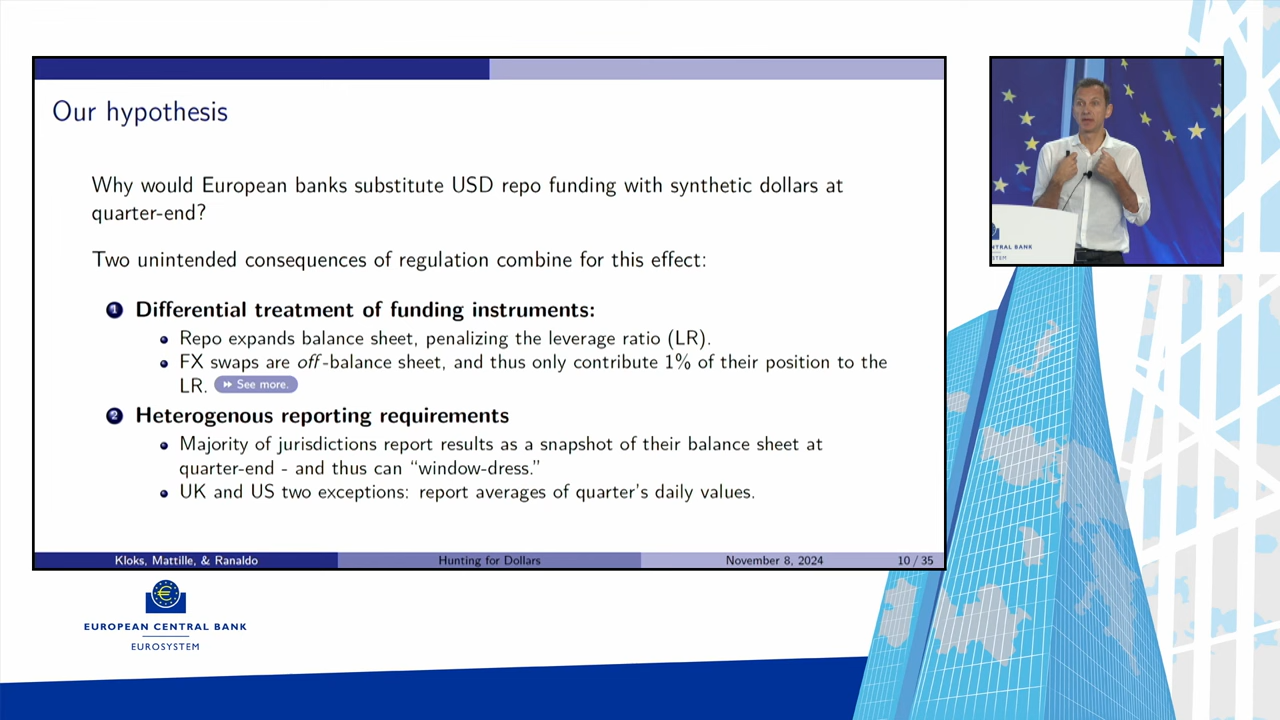 Our hypothesis
Why would European banks substitute USD repo funding with synthetic dollars at
quarter-end?
Two unintended consequences of regulation combine for this effect:
1 Differential treatment of funding instruments:
Repo expands balance sheet, penalizing the leverage ratio (LR).
FX swaps are off-balance sheet, and thus only contribute 1% of their position to the
LR. See more.
2 Heterogenous reporting requirements
Majority of jurisdictions report results as a snapshot of their balance sheet at
quarter-end - and thus can “window-dress.”
UK and US two exceptions: report averages of quarter's daily values.
Kloks, Mattille, & Ranaldo Hunting for Dollars November 8, 2024 10 / 35
EUROPEAN CENTRAL BANK
EUROSYSTEM